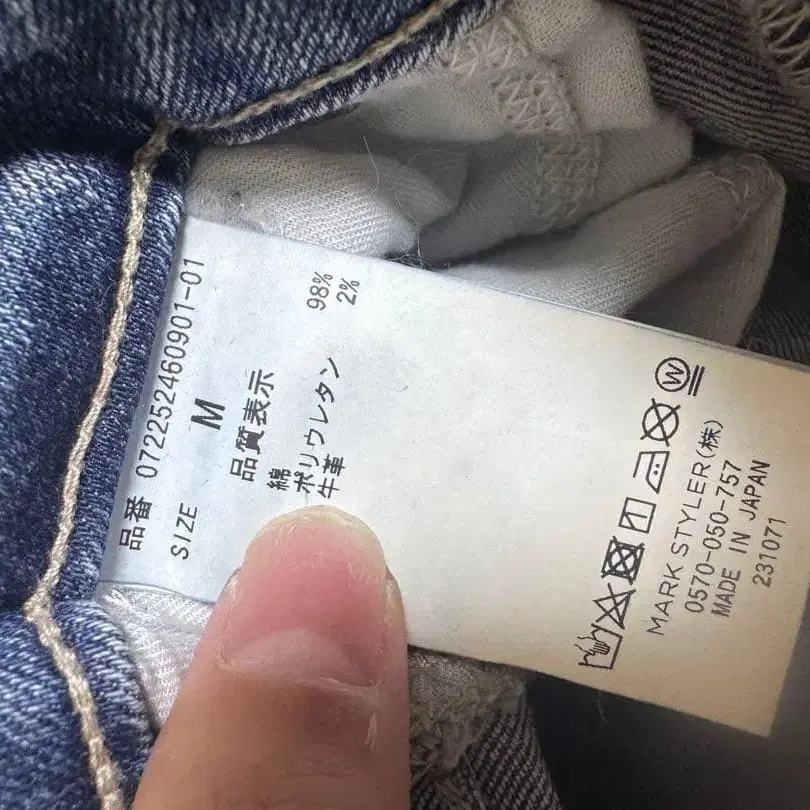 品番 072252460901-01
SIZE M
品質表示
綿 98%
ポリウレタン 2%
牛革
W
MARK STYLER(株)
0570-050-757
MADE IN JAPAN
231071